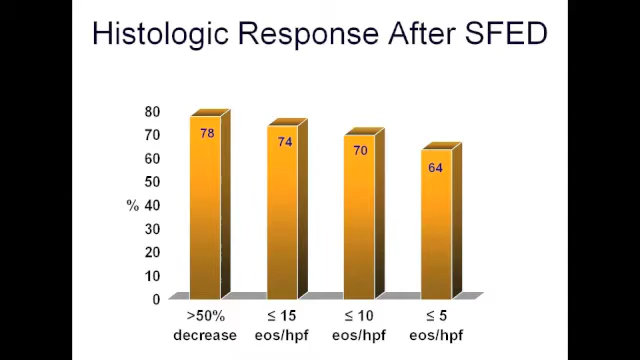 Histologic Response After SFED
80
70
60
50
% 40
30
20
10
0
78
74
70
64
>50% decrease
≤ 15 eos/hpf
≤ 10 eos/hpf
≤ 5 eos/hpf